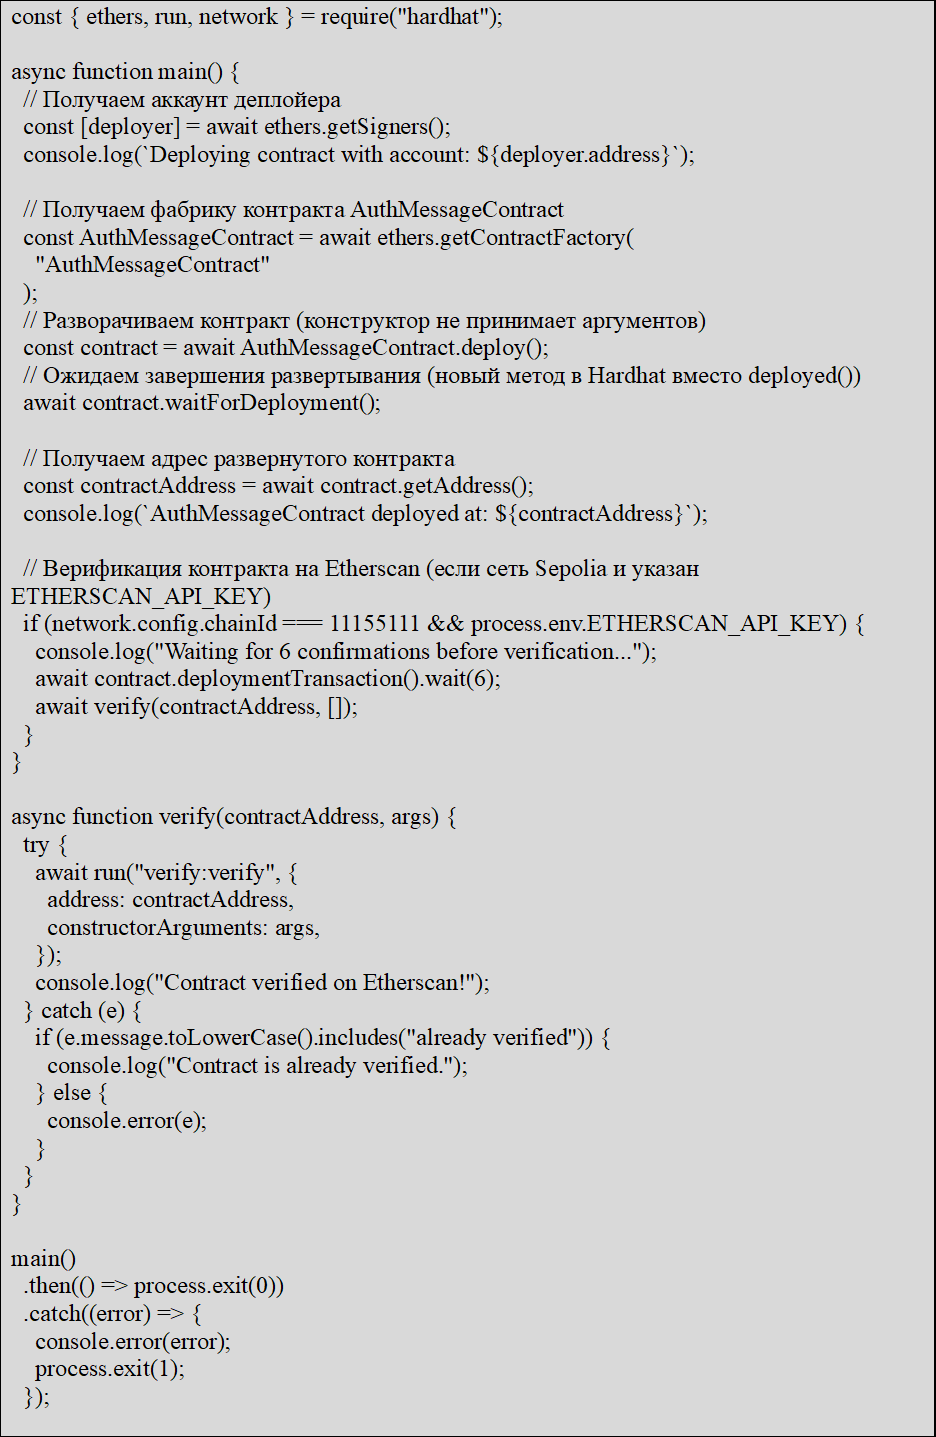 const { ethers, run, network } = require("hardhat");
async function main() {
// Получаем аккаунт деплойера
const [deployer] = await ethers.getSigners();
console.log(`Deploying contract with account: ${deployer.address}`);
// Получаем фабрику контракта AuthMessageContract
const AuthMessageContract = await ethers.getContractFactory(
"AuthMessageContract"
);
// Разворачиваем контракт (конструктор не принимает аргументов)
const contract = await AuthMessageContract.deploy();
// Ожидаем завершения развертывания (новый метод в Hardhat вместо deployed())
await contract.waitForDeployment();
// Получаем адрес развернутого контракта
const contractAddress = await contract.getAddress();
console.log(`AuthMessageContract deployed at: ${contractAddress}`);
// Верификация контракта на Etherscan (если сеть Sepolia и указан
ETHERSCAN_API_KEY)
if (network.config.chainId === 11155111 && process.env.ETHERSCAN_API_KEY) {
console.log("Waiting for 6 confirmations before verification...");
await contract.deploymentTransaction().wait(6);
await verify(contractAddress, []);
}
}
async function verify(contractAddress, args) {
try {
await run("verify:verify", {
address: contractAddress,
constructorArguments: args,
});
console.log("Contract verified on Etherscan!");
} catch (e) {
if (e.message.toLowerCase().includes("already verified")) {
console.log("Contract is already verified.");
} else {
console.error(e);
}
}
}
main()
.then(() => process.exit(0))
.catch((error) => {
console.error(error);
process.exit(1);
});